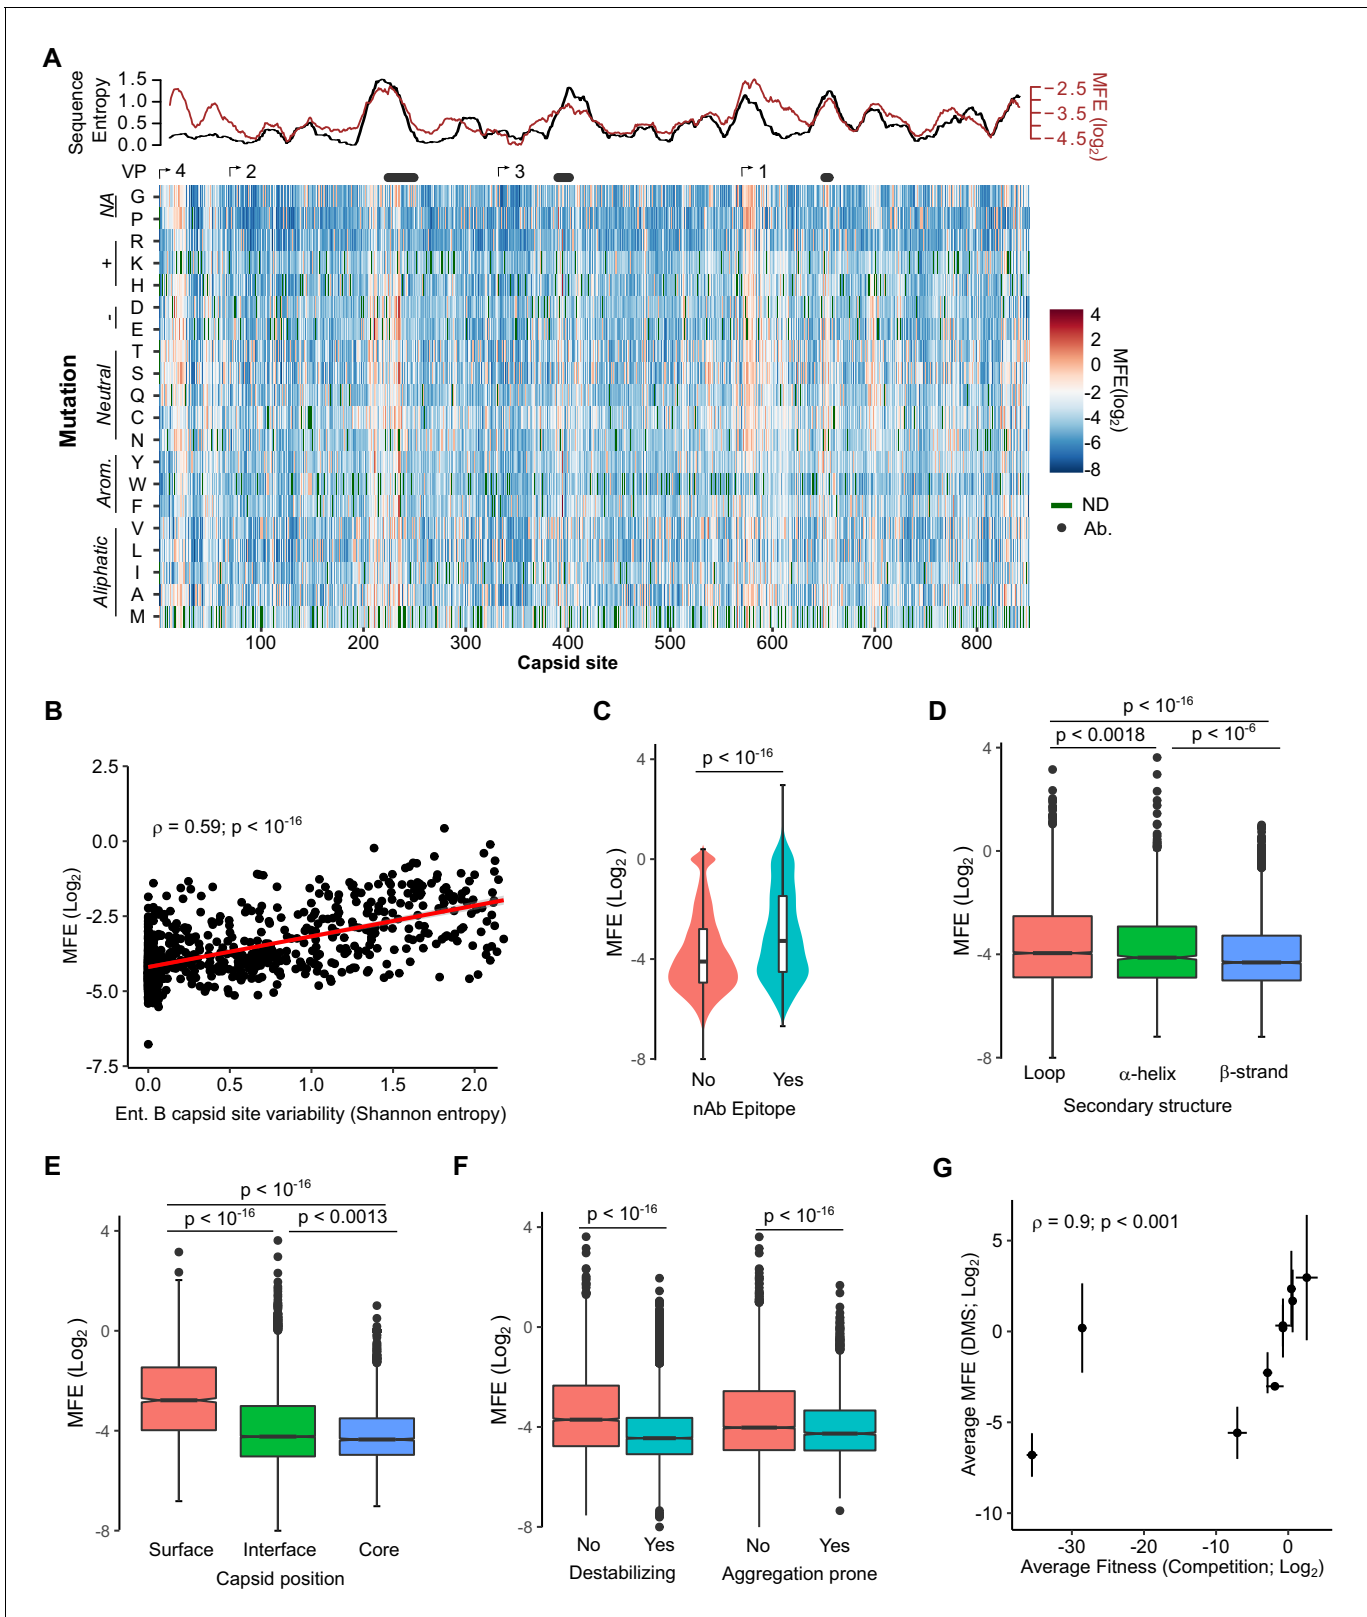 A
Sequence
Entropy
1.5
1.0
0.5
0.0
−2.5
−3.5
−4.5
MFE (log2)
VP
4
2
3
1
Mutation
NA
+
-
Neutral
Arom.
Aliphatic
G
P
R
K
H
D
E
T
S
Q
C
N
Y
W
F
V
L
I
A
M
100 200 300 400 500 600 700 800
Capsid site
4
2
0
-2
-4
-6
-8
MFE(log2)
ND
Ab.
B
MFE (Log2)
2.5
0.0
-2.5
-5.0
-7.5
ρ = 0.59; p < 10-16
0.0 0.5 1.0 1.5 2.0
Ent. B capsid site variability (Shannon entropy)
C
MFE (Log2)
4
0
-4
-8
p < 10-16
No Yes
nAb Epitope
D
MFE (Log2)
4
0
-4
-8
p < 10-16
p < 0.0018
p < 10-6
Loop α-helix β-strand
Secondary structure
E
MFE (Log2)
4
0
-4
-8
p < 10-16
p < 10-16
p < 0.0013
Surface Interface Core
Capsid position
F
MFE (Log2)
4
0
-4
-8
p < 10-16
p < 10-16
No Yes No Yes
Destabilizing Aggregation prone
G
Average MFE (DMS; Log2)
5
0
-5
-10
ρ = 0.9; p < 0.001
-30 -20 -10 0
Average Fitness (Competition; Log2)